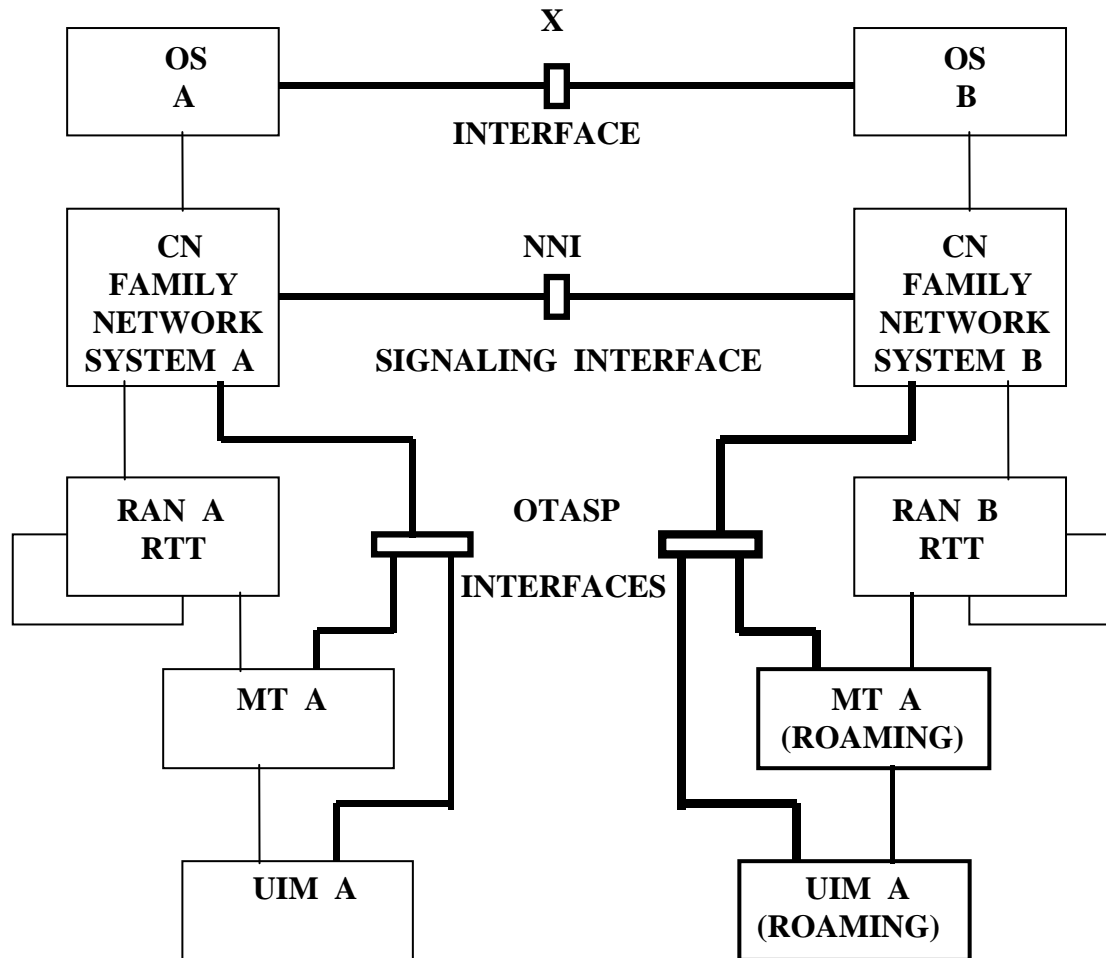 X
OS
A
OS
B
INTERFACE
CN
FAMILY
NETWORK
SYSTEM A
NNI
CN
FAMILY
NETWORK
SYSTEM B
SIGNALING INTERFACE
RAN A
RTT
OTASP
INTERFACES
RAN B
RTT
MT A
MT A
(ROAMING)
UIM A
UIM A
(ROAMING)